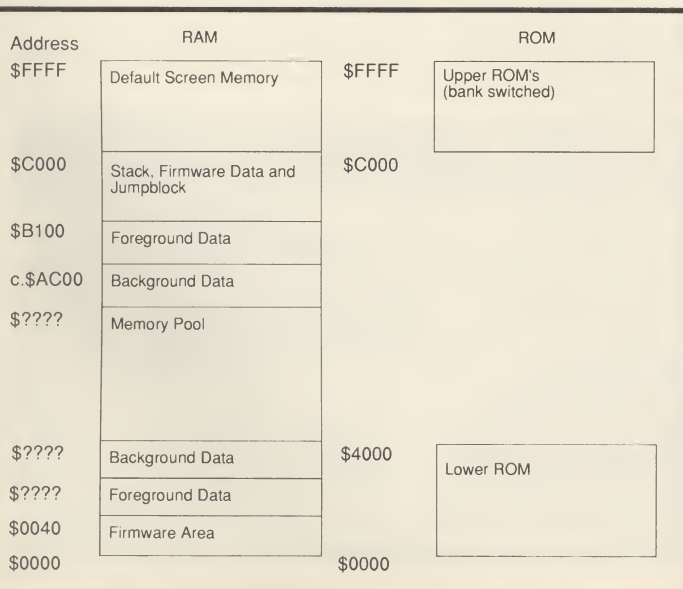 Address RAM ROM
$FFFF Default Screen Memory $FFFF Upper ROM's
(bank switched)
$C000 Stack, Firmware Data and $C000
Jumpblock
$B100 Foreground Data
c.$AC00 Background Data
$???? Memory Pool
$???? Background Data $4000 Lower ROM
$???? Foreground Data
$0040 Firmware Area
$0000 $0000